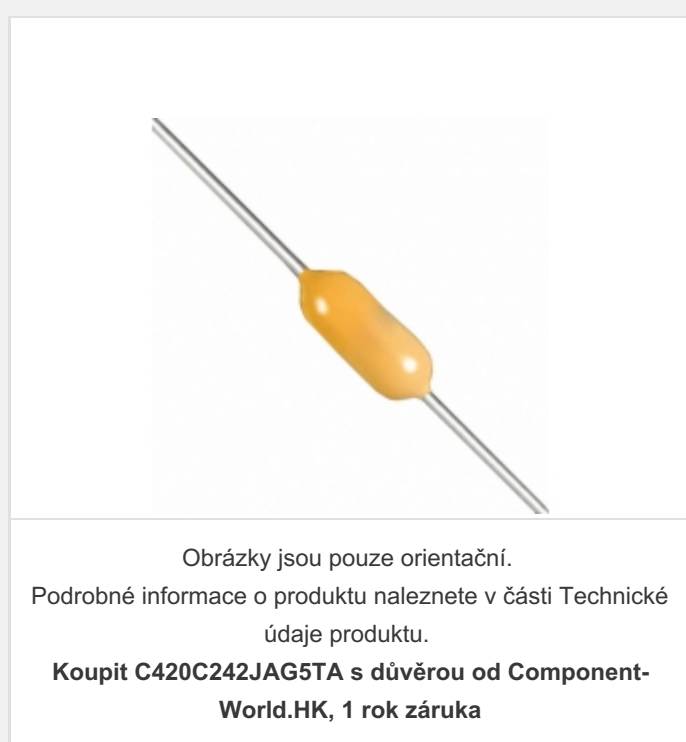 Obrázky jsou pouze orientační.
Podrobné informace o produktu naleznete v části Technické
údaje produktu.
Koupit C420C242JAG5TA s důvěrou od Component-
World.HK, 1 rok záruka